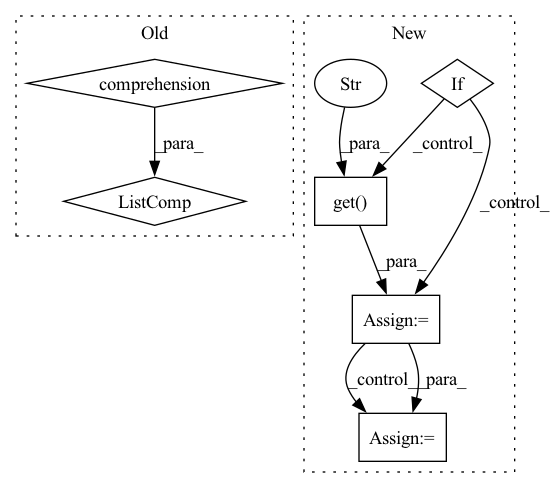 Old
New
comprehension
Str
If
_para_
_para_
_control_
ListComp
get()
_control_
_para_
Assign:=
_control_
_para_
Assign:=